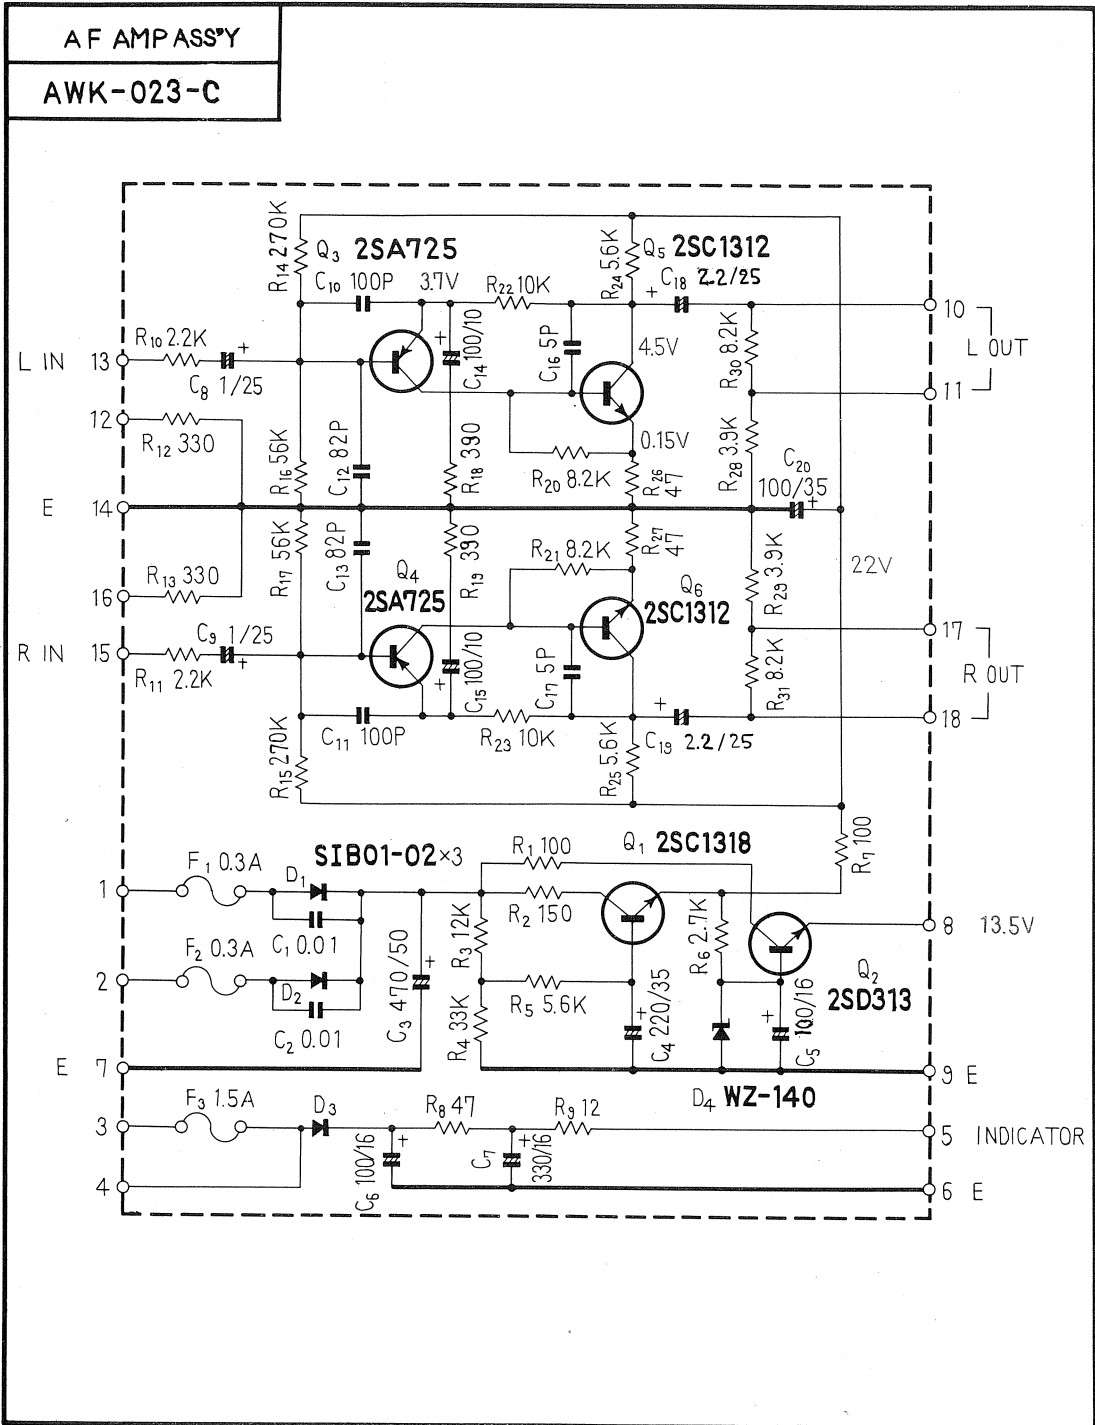 AF AMP ASS'Y
AWK-023-C
R14 270K
Q3 2SA725
C10 100P
3.7V
R22 10K
R24 5.6K
Q5 2SC1312
C18 2.2/25
+
10
L OUT
11
R10 2.2K
L IN 13
+
C8 1/25
+
C14 100/10
C16 5P
4.5V
R30 8.2K
12
R12 330
R16 56K
C12 82P
R18 390
R20 8.2K
0.15V
R26 47
R28 3.9K
C20
100/35
+
E 14
R13 330
16
R17 56K
C13 82P
R19 390
R21 8.2K
R27 47
R29 3.9K
22V
Q4
2SA725
Q6
2SC1312
C9 1/25
+
R IN 15
R11 2.2K
+
C15 100/10
C17 5P
R31 8.2K
17
R OUT
18
C11 100P
R23 10K
+
C19 2.2/25
R15 270K
R25 5.6K
R7 100
SIB01-02×3
R1 100
Q1 2SC1318
F1 0.3A
D1
1
C1 0.01
R2 150
R3 12K
R6 2.7K
8 13.5V
F2 0.3A
2
D2
C2 0.01
C3 470/50
+
R5 5.6K
R4 33K
C4 220/35
+
C5 100/16
+
Q2
2SD313
E 7
9 E
D4 WZ-140
F3 1.5A
3
D3
R8 47
R9 12
5 INDICATOR
C6 100/16
+
C7 330/16
+
4
6 E